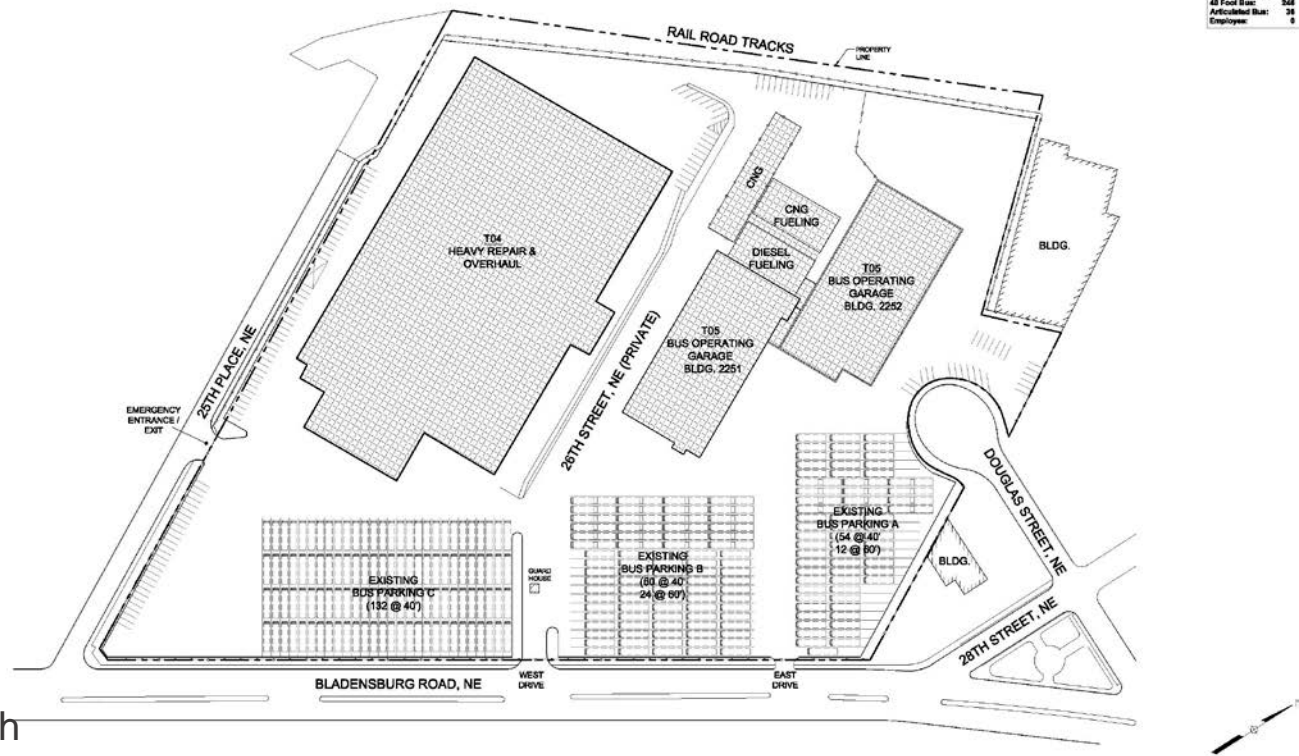 40 Foot Bus: 246
Articulated Bus: 36
Employee: 0
RAIL ROAD TRACKS
PROPERTY
LINE
CNG
CNG
FUELING
DIESEL
FUELING
T04
HEAVY REPAIR &
OVERHAUL
T05
BUS OPERATING
GARAGE
BLDG. 2252
BLDG.
T05
BUS OPERATING
GARAGE
BLDG. 2251
25TH PLACE, NE
26TH STREET, NE (PRIVATE)
EMERGENCY
ENTRANCE /
EXIT
DOUGLAS STREET, NE
EXISTING
BUS PARKING A
(54 @ 40'
12 @ 60')
EXISTING
BUS PARKING B
(60 @ 40'
24 @ 60')
EXISTING
BUS PARKING C
(132 @ 40')
GUARD
HOUSE
BLDG.
28TH STREET, NE
BLADENSBURG ROAD, NE
WEST
DRIVE
EAST
DRIVE
h